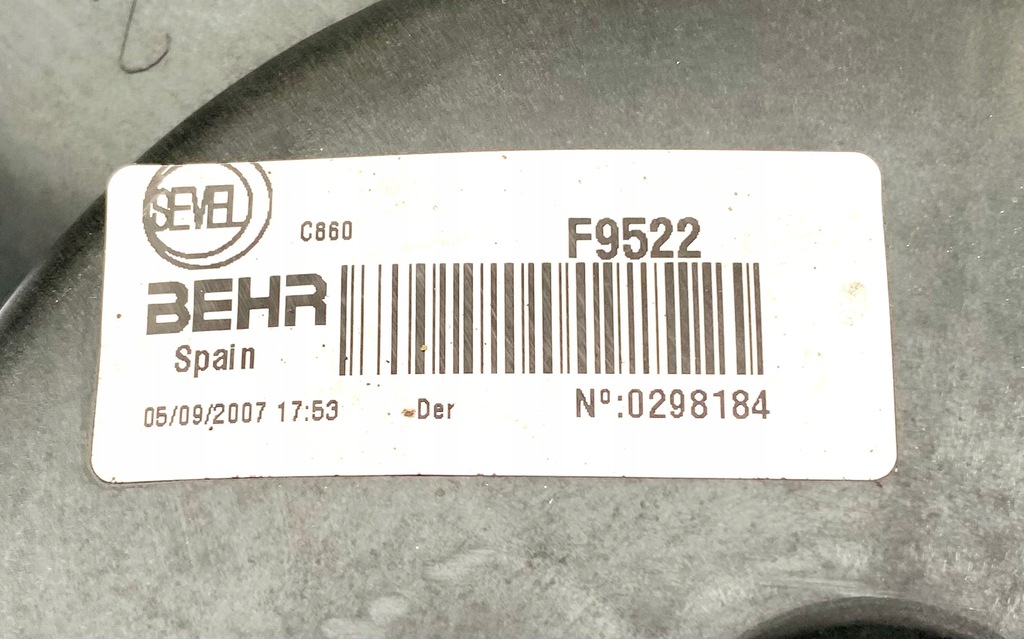 SEVEL
C860
F9522
BEHR
Spain
05/09/2007 17:53
Der
Nº:0298184